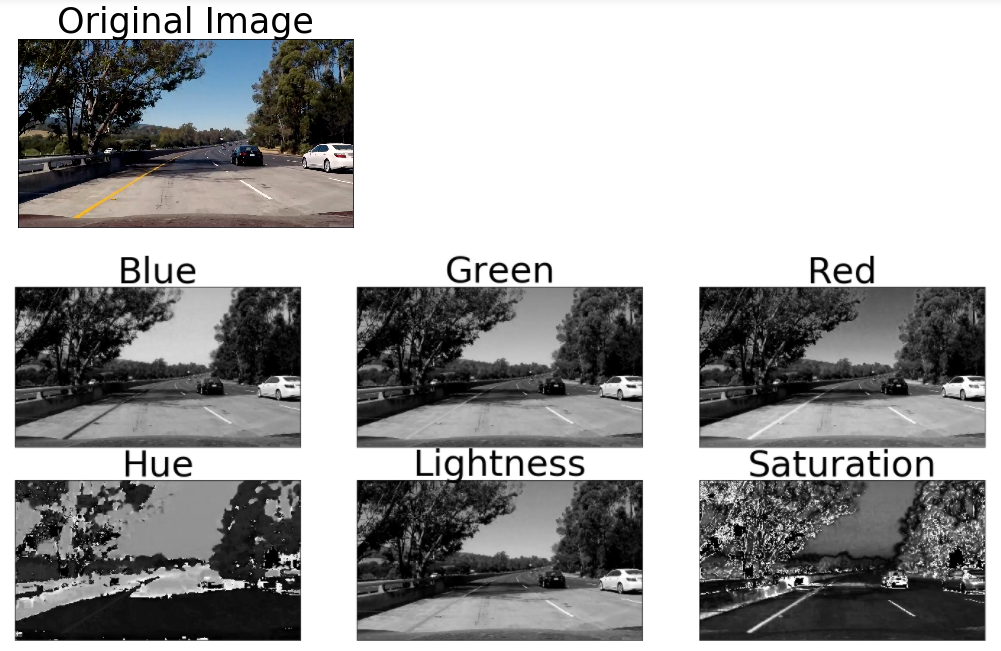 Original Image
Blue
Green
Red
Hue
Lightness
Saturation